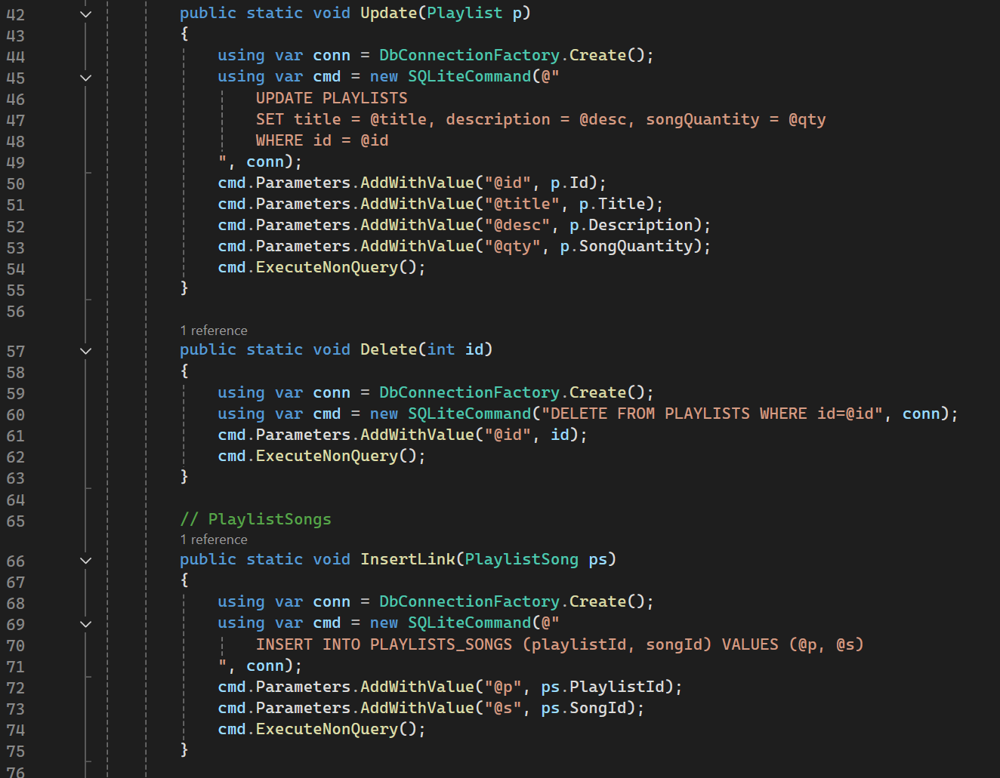 42 public static void Update(Playlist p)
43 {
44 using var conn = DbConnectionFactory.Create();
45 using var cmd = new SQLiteCommand(@"
46 UPDATE PLAYLISTS
47 SET title = @title, description = @desc, songQuantity = @qty
48 WHERE id = @id
49 ", conn);
50 cmd.Parameters.AddWithValue("@id", p.Id);
51 cmd.Parameters.AddWithValue("@title", p.Title);
52 cmd.Parameters.AddWithValue("@desc", p.Description);
53 cmd.Parameters.AddWithValue("@qty", p.SongQuantity);
54 cmd.ExecuteNonQuery();
55 }
56
1 reference
57 public static void Delete(int id)
58 {
59 using var conn = DbConnectionFactory.Create();
60 using var cmd = new SQLiteCommand("DELETE FROM PLAYLISTS WHERE id=@id", conn);
61 cmd.Parameters.AddWithValue("@id", id);
62 cmd.ExecuteNonQuery();
63 }
64
65 // PlaylistSongs
1 reference
66 public static void InsertLink(PlaylistSong ps)
67 {
68 using var conn = DbConnectionFactory.Create();
69 using var cmd = new SQLiteCommand(@"
70 INSERT INTO PLAYLISTS_SONGS (playlistId, songId) VALUES (@p, @s)
71 ", conn);
72 cmd.Parameters.AddWithValue("@p", ps.PlaylistId);
73 cmd.Parameters.AddWithValue("@s", ps.SongId);
74 cmd.ExecuteNonQuery();
75 }
76